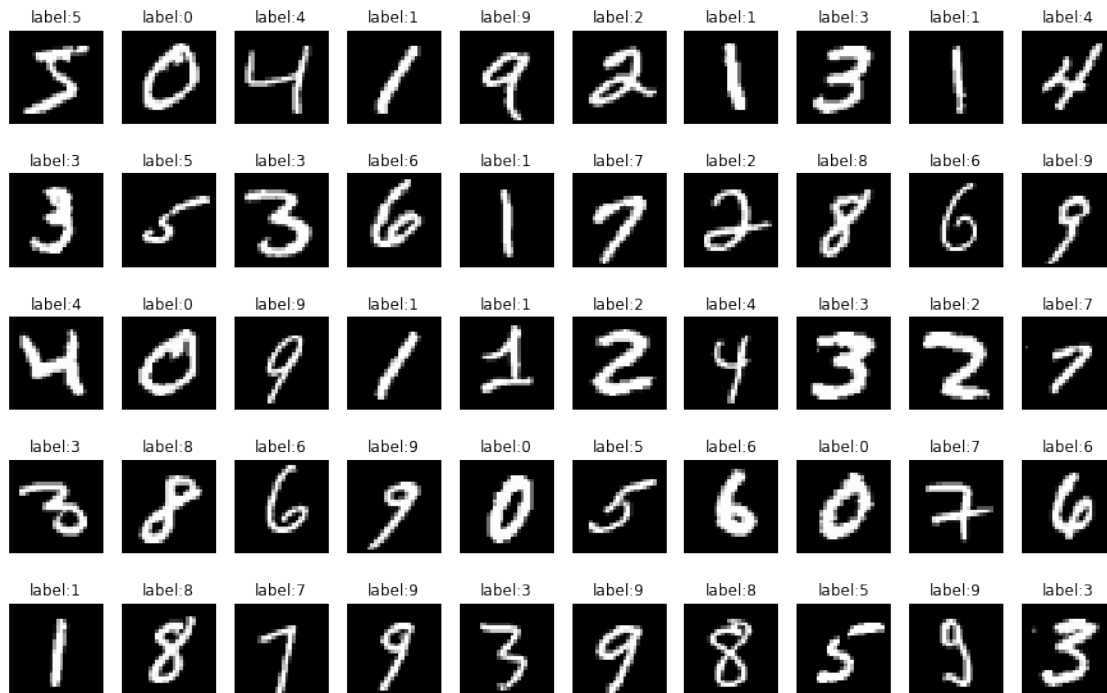 label:5 label:0 label:4 label:1 label:9 label:2 label:1 label:3 label:1 label:4
5 0 4 1 9 2 1 3 1 4
label:3 label:5 label:3 label:6 label:1 label:7 label:2 label:8 label:6 label:9
3 5 3 6 1 7 2 8 6 9
label:4 label:0 label:9 label:1 label:1 label:2 label:4 label:3 label:2 label:7
4 0 9 1 1 2 4 3 2 7
label:3 label:8 label:6 label:9 label:0 label:5 label:6 label:0 label:7 label:6
3 8 6 9 0 5 6 0 7 6
label:1 label:8 label:7 label:9 label:3 label:9 label:8 label:5 label:9 label:3
1 8 7 9 3 9 8 5 9 3